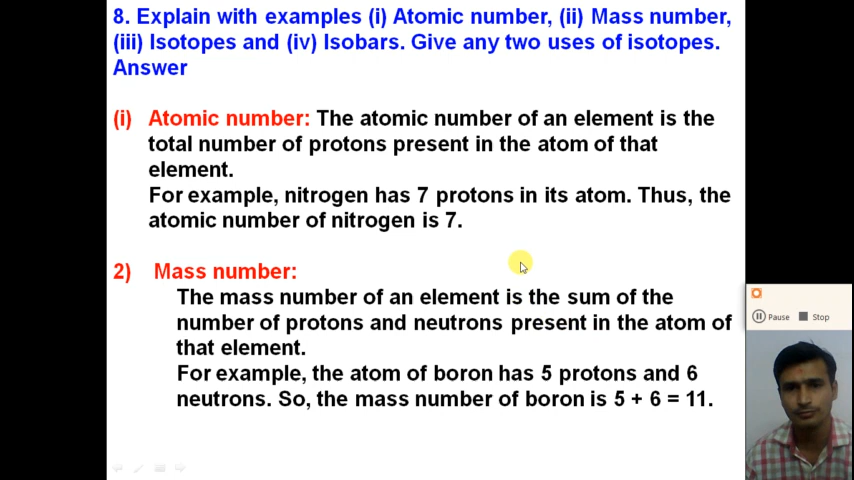 8. Explain with examples (i) Atomic number, (ii) Mass number,
(iii) Isotopes and (iv) Isobars. Give any two uses of isotopes.
Answer
(i) Atomic number: The atomic number of an element is the
total number of protons present in the atom of that
element.
For example, nitrogen has 7 protons in its atom. Thus, the
atomic number of nitrogen is 7.
2) Mass number:
The mass number of an element is the sum of the
number of protons and neutrons present in the atom of
that element.
For example, the atom of boron has 5 protons and 6
neutrons. So, the mass number of boron is 5 + 6 = 11.
Pause Stop